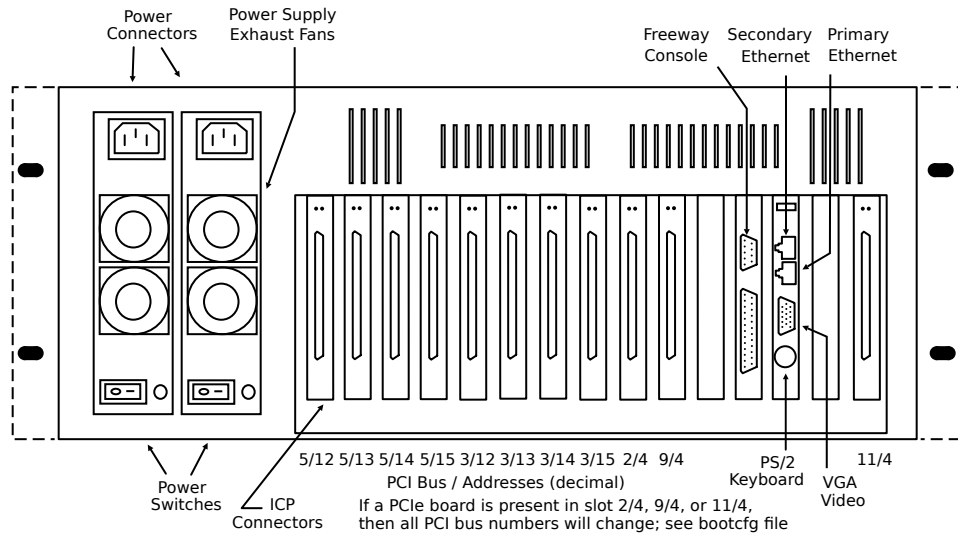 Power
Connectors
Power Supply
Exhaust Fans
Freeway
Console
Secondary
Ethernet
Primary
Ethernet
5/12 5/13 5/14 5/15 3/12 3/13 3/14 3/15 2/4 9/4
11/4
PCI Bus / Addresses (decimal)
PS/2
Keyboard
VGA
Video
Power
Switches
ICP
Connectors
If a PCIe board is present in slot 2/4, 9/4, or 11/4,
then all PCI bus numbers will change; see bootcfg file